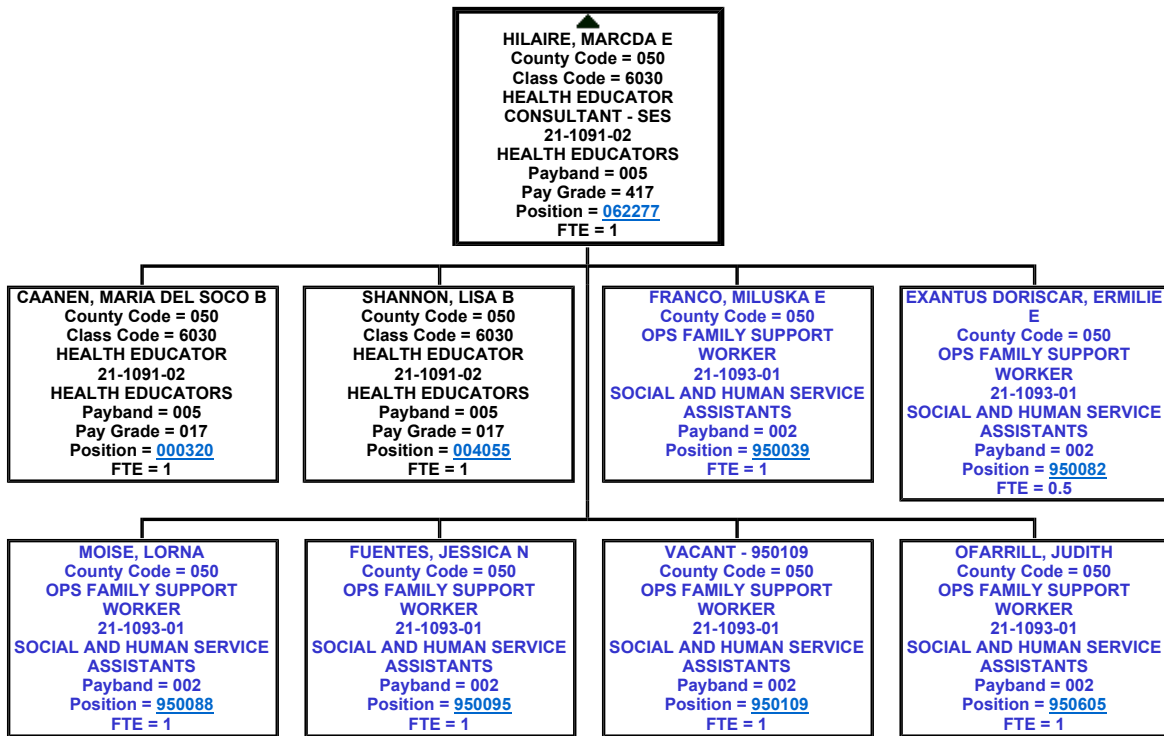 HILAIRE, MARCDA E
County Code = 050
Class Code = 6030
HEALTH EDUCATOR
CONSULTANT - SES
21-1091-02
HEALTH EDUCATORS
Payband = 005
Pay Grade = 417
Position = 062277
FTE = 1
CAANEN, MARIA DEL SOCO B
County Code = 050
Class Code = 6030
HEALTH EDUCATOR
21-1091-02
HEALTH EDUCATORS
Payband = 005
Pay Grade = 017
Position = 000320
FTE = 1
SHANNON, LISA B
County Code = 050
Class Code = 6030
HEALTH EDUCATOR
21-1091-02
HEALTH EDUCATORS
Payband = 005
Pay Grade = 017
Position = 004055
FTE = 1
FRANCO, MILUSKA E
County Code = 050
OPS FAMILY SUPPORT
WORKER
21-1093-01
SOCIAL AND HUMAN SERVICE
ASSISTANTS
Payband = 002
Position = 950039
FTE = 1
EXANTUS DORISCAR, ERMILIE
E
County Code = 050
OPS FAMILY SUPPORT
WORKER
21-1093-01
SOCIAL AND HUMAN SERVICE
ASSISTANTS
Payband = 002
Position = 950082
FTE = 0.5
MOISE, LORNA
County Code = 050
OPS FAMILY SUPPORT
WORKER
21-1093-01
SOCIAL AND HUMAN SERVICE
ASSISTANTS
Payband = 002
Position = 950088
FTE = 1
FUENTES, JESSICA N
County Code = 050
OPS FAMILY SUPPORT
WORKER
21-1093-01
SOCIAL AND HUMAN SERVICE
ASSISTANTS
Payband = 002
Position = 950095
FTE = 1
VACANT - 950109
County Code = 050
OPS FAMILY SUPPORT
WORKER
21-1093-01
SOCIAL AND HUMAN SERVICE
ASSISTANTS
Payband = 002
Position = 950109
FTE = 1
OFARRILL, JUDITH
County Code = 050
OPS FAMILY SUPPORT
WORKER
21-1093-01
SOCIAL AND HUMAN SERVICE
ASSISTANTS
Payband = 002
Position = 950605
FTE = 1